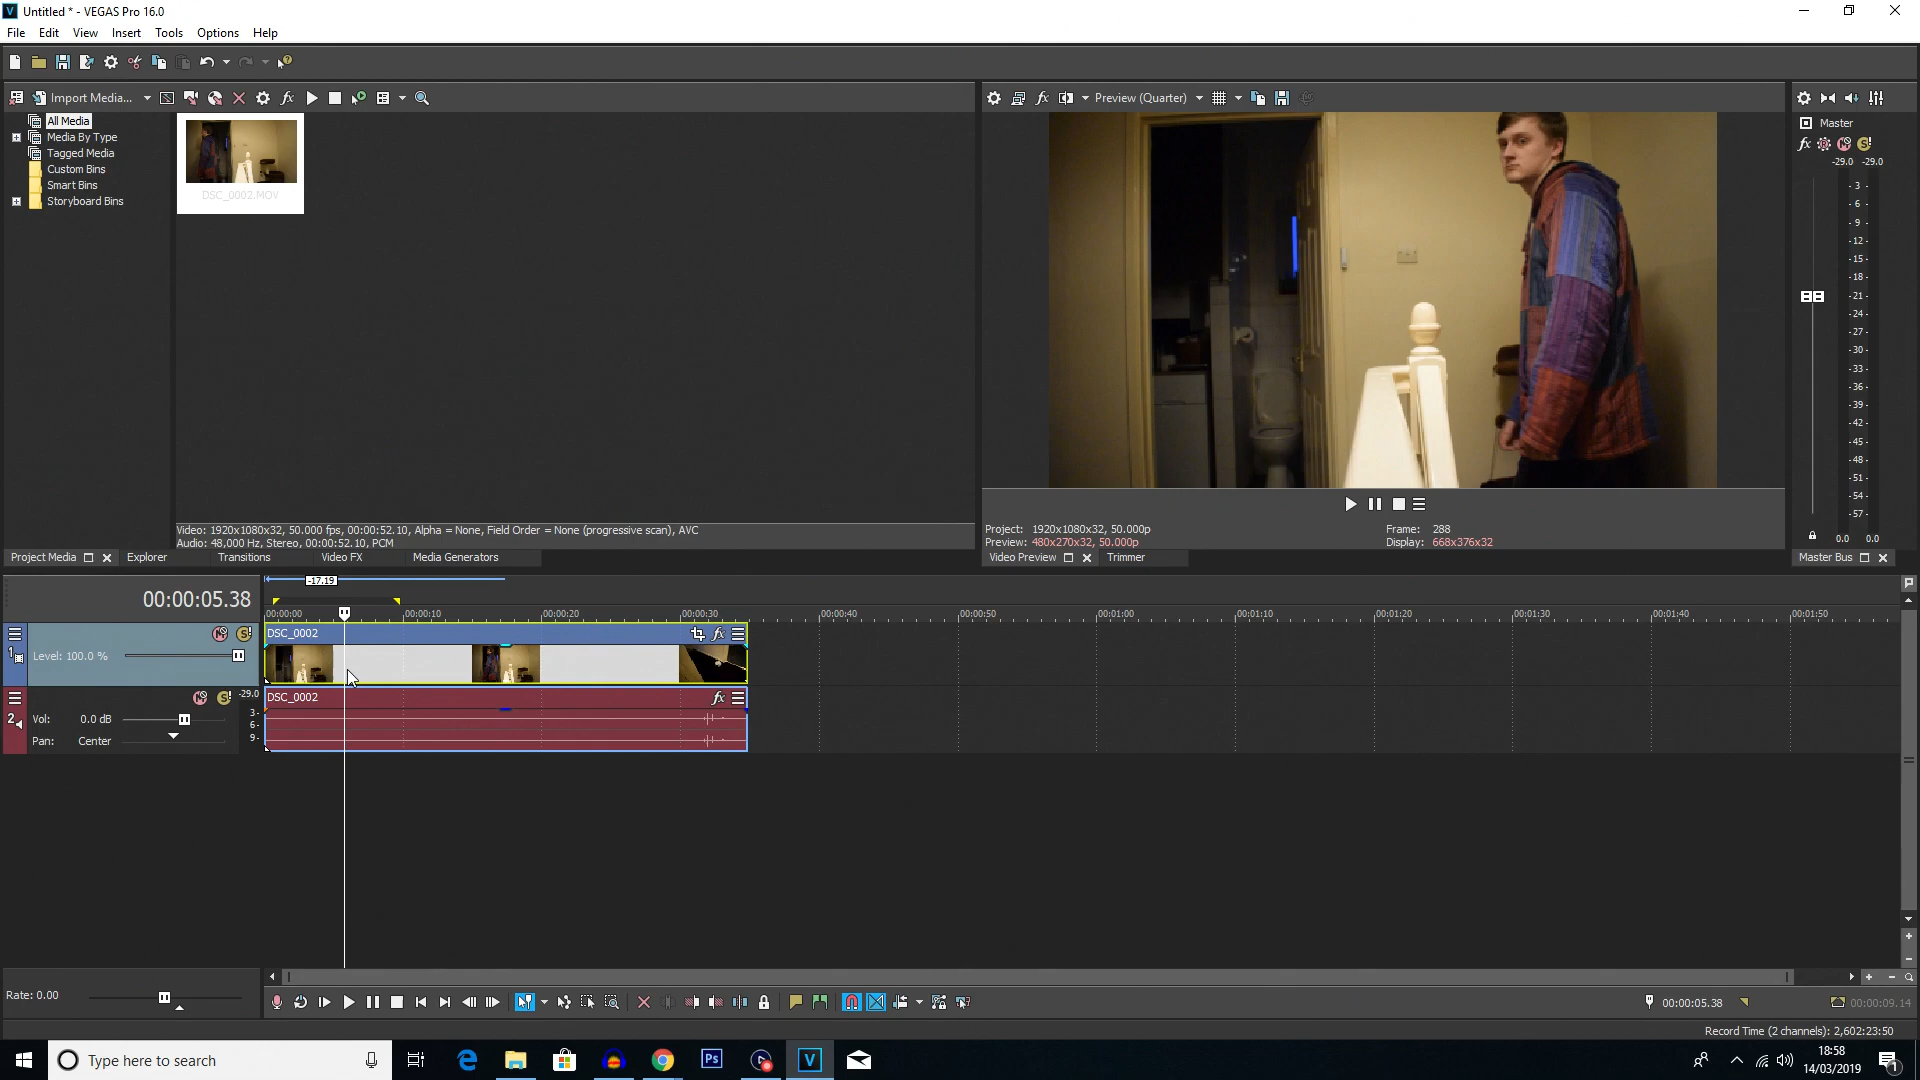 Untitled * - VEGAS Pro 16.0
File Edit View Insert Tools Options Help
Import Media...
All Media
Media By Type
Tagged Media
Custom Bins
Smart Bins
Storyboard Bins
DSC_0002.MOV
Video: 1920x1080x32, 50.000 fps, 00:00:52.10, Alpha = None, Field Order = None (progressive scan), AVC
Audio: 48,000 Hz, Stereo, 00:00:52.10, PCM
Project Media Explorer Transitions Video FX Media Generators
Preview (Quarter)
Project: 1920x1080x32, 50.000p
Preview: 480x270x32, 50.000p
Frame: 288
Display: 668x376x32
Video Preview Trimmer
Master
-29.0 -29.0
- 3 -
- 6 -
- 9 -
- 12 -
- 15 -
- 18 -
- 21 -
- 24 -
- 27 -
- 30 -
- 33 -
- 36 -
- 39 -
- 42 -
- 45 -
- 48 -
- 51 -
- 54 -
- 57 -
0.0 0.0
Master Bus
00:00:05.38
-17.19
00:00:00 00:00:10 00:00:20 00:00:30 00:00:40 00:00:50 00:01:00 00:01:10 00:01:20 00:01:30 00:01:40 00:01:50
1
Level: 100.0 %
DSC_0002
2
Vol: 0.0 dB
Pan: Center
-29.0
3-
6-
9-
DSC_0002
Rate: 0.00
00:00:05.38
00:00:09.14
Record Time (2 channels): 2,602:23:50
Type here to search
Ps
V
18:58
14/03/2019
1